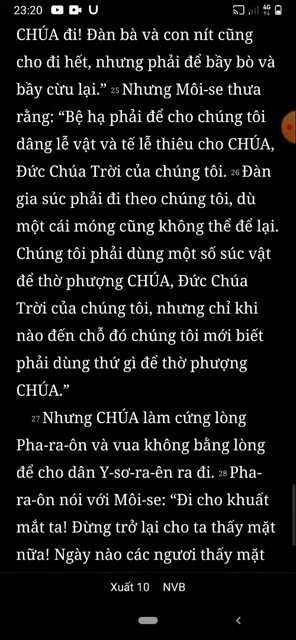 23:20
4G
CHÚA đi! Đàn bà và con nít cũng
cho đi hết, nhưng phải để bầy bò và
bầy cừu lại.” 25 Nhưng Môi-se thưa
rằng: “Bệ hạ phải để cho chúng tôi
dâng lễ vật và tế lễ thiêu cho CHÚA,
Đức Chúa Trời của chúng tôi. 26 Đàn
gia súc phải đi theo chúng tôi, dù
một cái móng cũng không thể để lại.
Chúng tôi phải dùng một số súc vật
để thờ phượng CHÚA, Đức Chúa
Trời của chúng tôi, nhưng chỉ khi
nào đến chỗ đó chúng tôi mới biết
phải dùng thứ gì để thờ phượng
CHÚA.”
27 Nhưng CHÚA làm cứng lòng
Pha-ra-ôn và vua không bằng lòng
để cho dân Y-sơ-ra-ên ra đi. 28 Pha-
ra-ôn nói với Môi-se: “Đi cho khuất
mắt ta! Đừng trở lại cho ta thấy mặt
nữa! Ngày nào các ngươi thấy mặt
Xuất 10 NVB